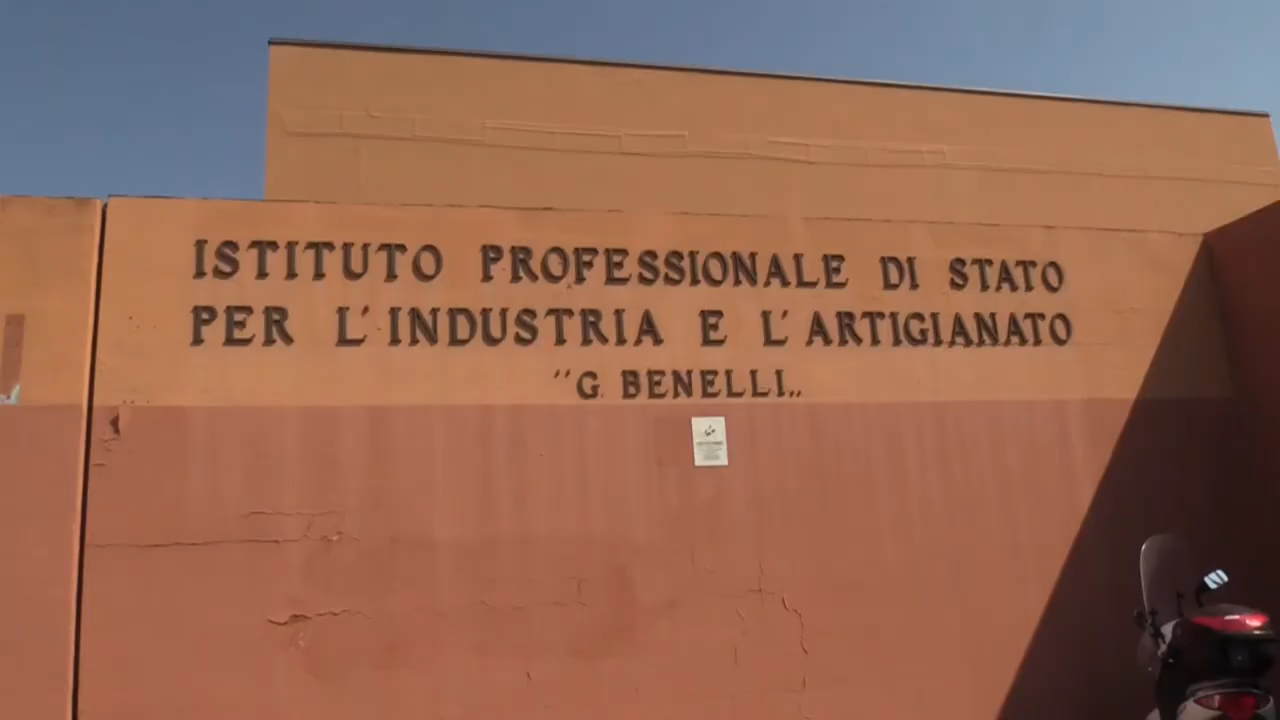 ISTITUTO PROFESSIONALE DI STATO
PER L'INDUSTRIA E L'ARTIGIANATO
"G. BENELLI„